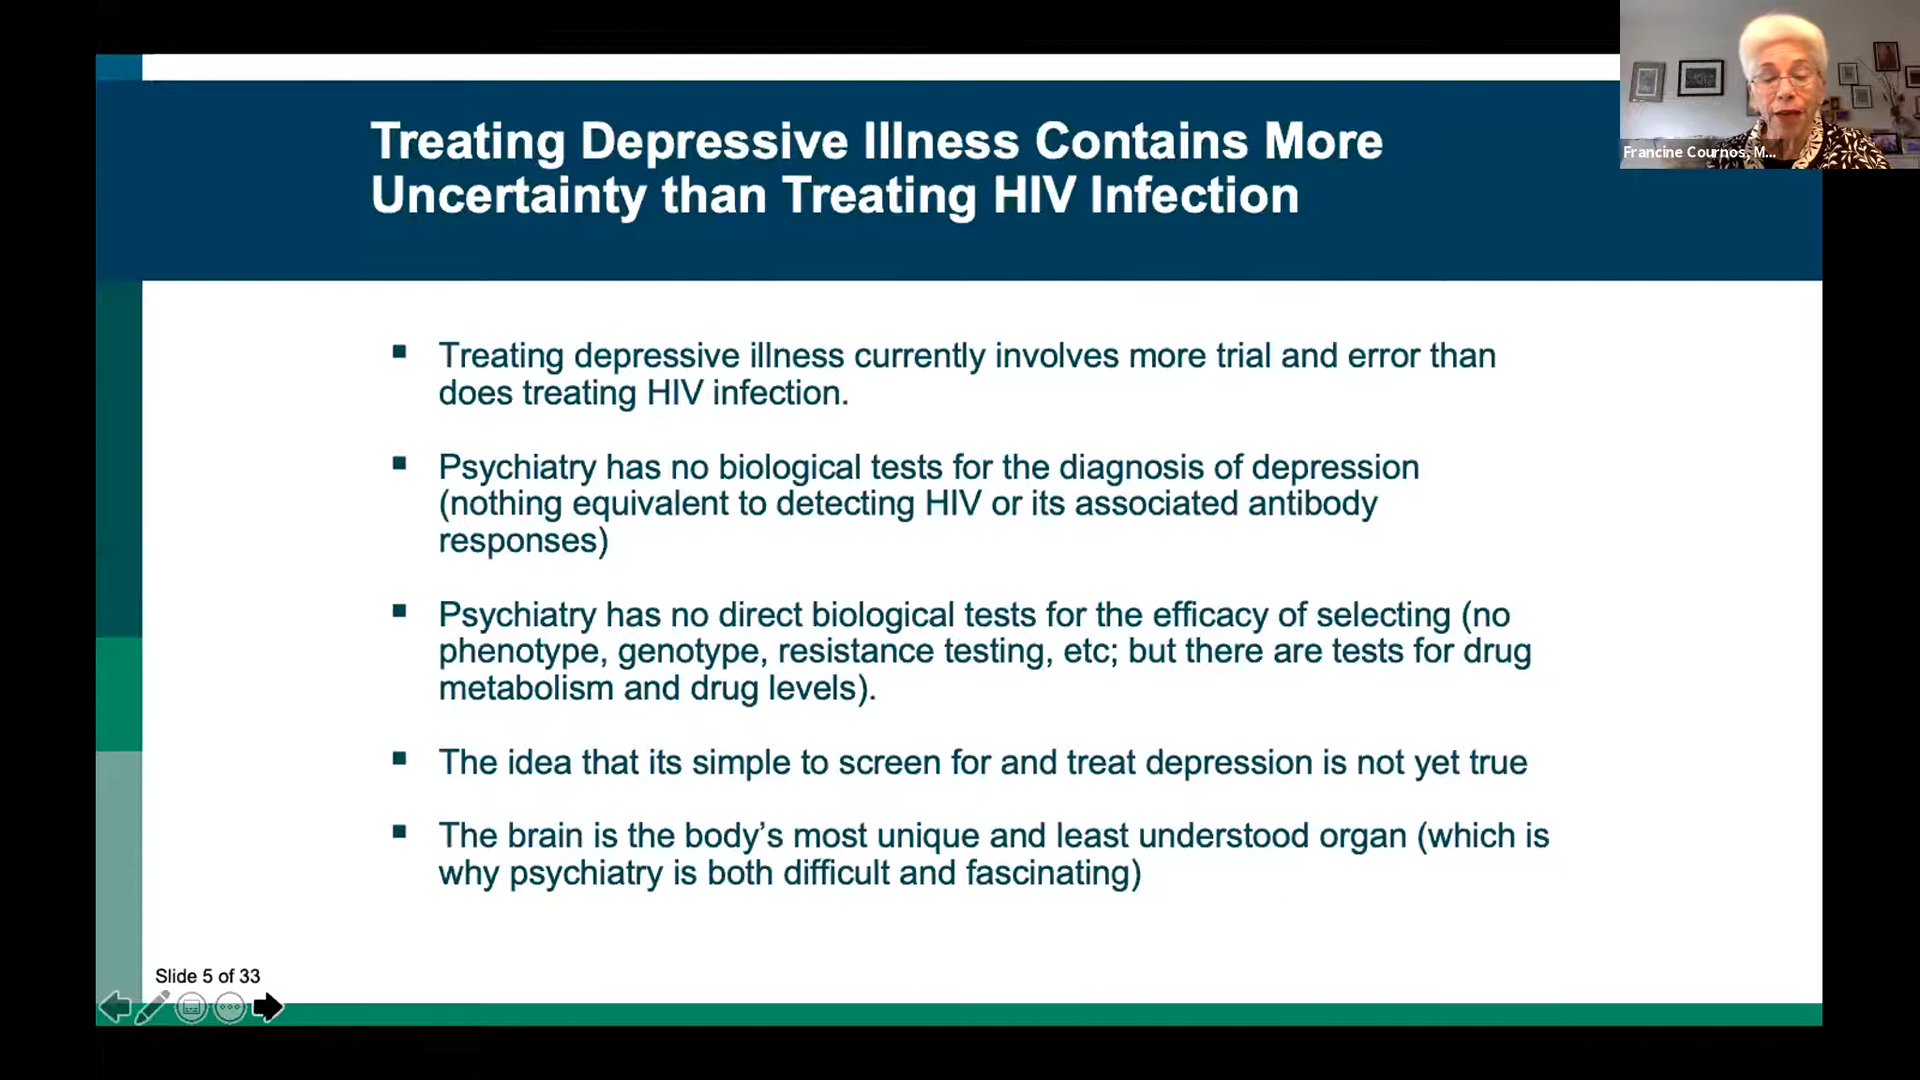 Treating Depressive Illness Contains More
Uncertainty than Treating HIV Infection
Francine Cournos, M...
▪ Treating depressive illness currently involves more trial and error than
does treating HIV infection.
▪ Psychiatry has no biological tests for the diagnosis of depression
(nothing equivalent to detecting HIV or its associated antibody
responses)
▪ Psychiatry has no direct biological tests for the efficacy of selecting (no
phenotype, genotype, resistance testing, etc; but there are tests for drug
metabolism and drug levels).
▪ The idea that its simple to screen for and treat depression is not yet true
▪ The brain is the body’s most unique and least understood organ (which is
why psychiatry is both difficult and fascinating)
Slide 5 of 33